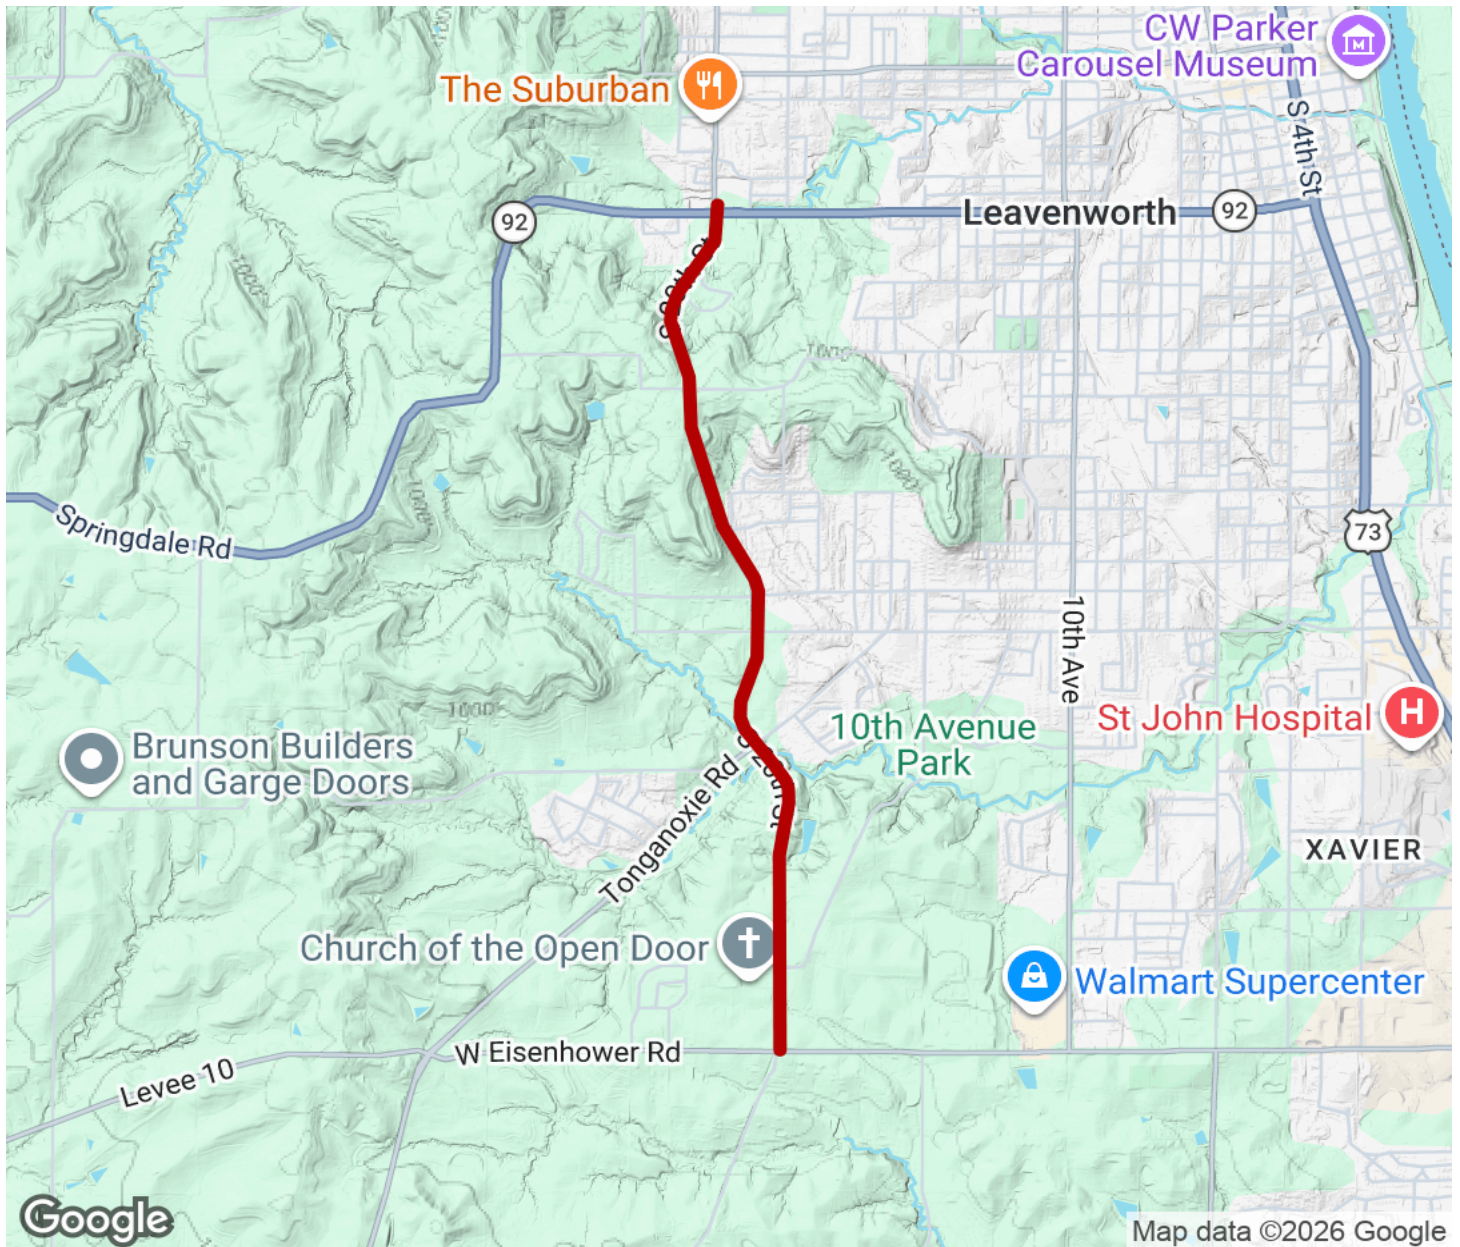 CW Parker
Carousel Museum
The Suburban
S 4th St
92
Leavenworth
92
Springdale Rd
73
10th Ave
1000
10th Avenue
Park
St John Hospital
H
Brunson Builders
and Garge Doors
Tonganoxie Rd
XAVIER
Church of the Open Door
Walmart Supercenter
W Eisenhower Rd
Levee 10
Google
Map data ©2026 Google